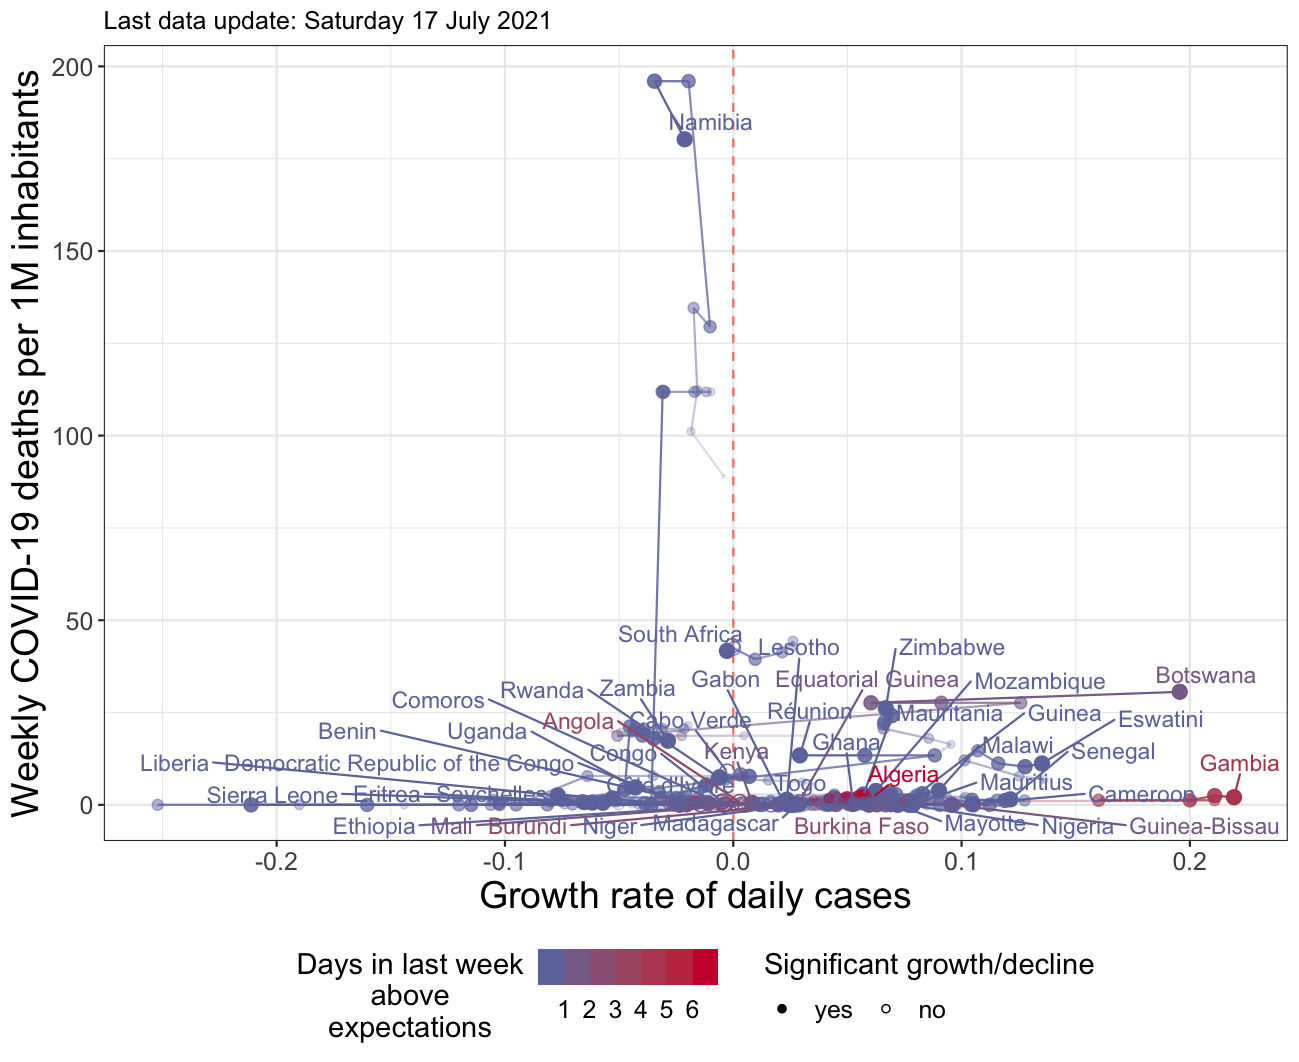 Last data update: Saturday 17 July 2021
Weekly COVID-19 deaths per 1M inhabitants
200
150
100
50
0
Namibia
South Africa
Lesotho
Zimbabwe
Gabon
Equatorial Guinea
Mozambique
Botswana
Rwanda
Zambia
Comoros
Réunion
Mauritania
Guinea
Eswatini
Angola
Cabo Verde
Benin
Uganda
Ghana
Malawi
Senegal
Congo
Kenya
Liberia
Democratic Republic of the Congo
Algeria
Gambia
Togo
Mauritius
Sierra Leone
Eritrea
Seychelles
Cameroon
Ethiopia
Mali
Burundi
Niger
Madagascar
Burkina Faso
Mayotte
Nigeria
Guinea-Bissau
-0.2
-0.1
0.0
0.1
0.2
Growth rate of daily cases
Days in last week
above
expectations
1 2 3 4 5 6
Significant growth/decline
yes
no